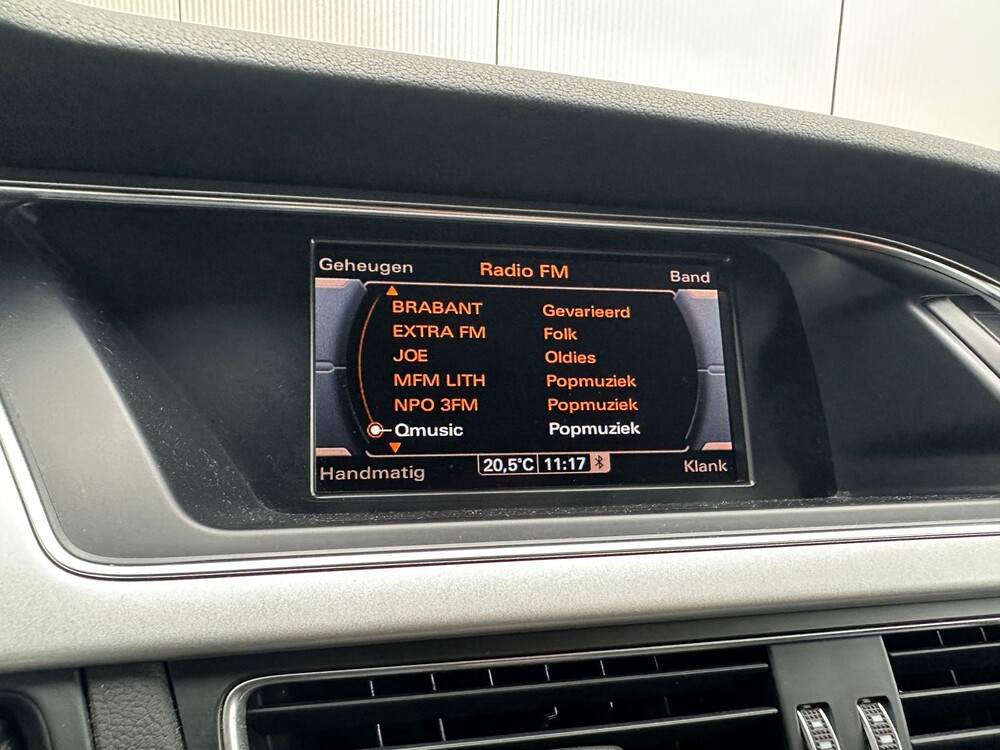 Geheugen Radio FM Band
BRABANT Gevarieerd
EXTRA FM Folk
JOE Oldies
MFM LITH Popmuziek
NPO 3FM Popmuziek
Qmusic Popmuziek
Handmatig 20,5°C 11:17 Klank